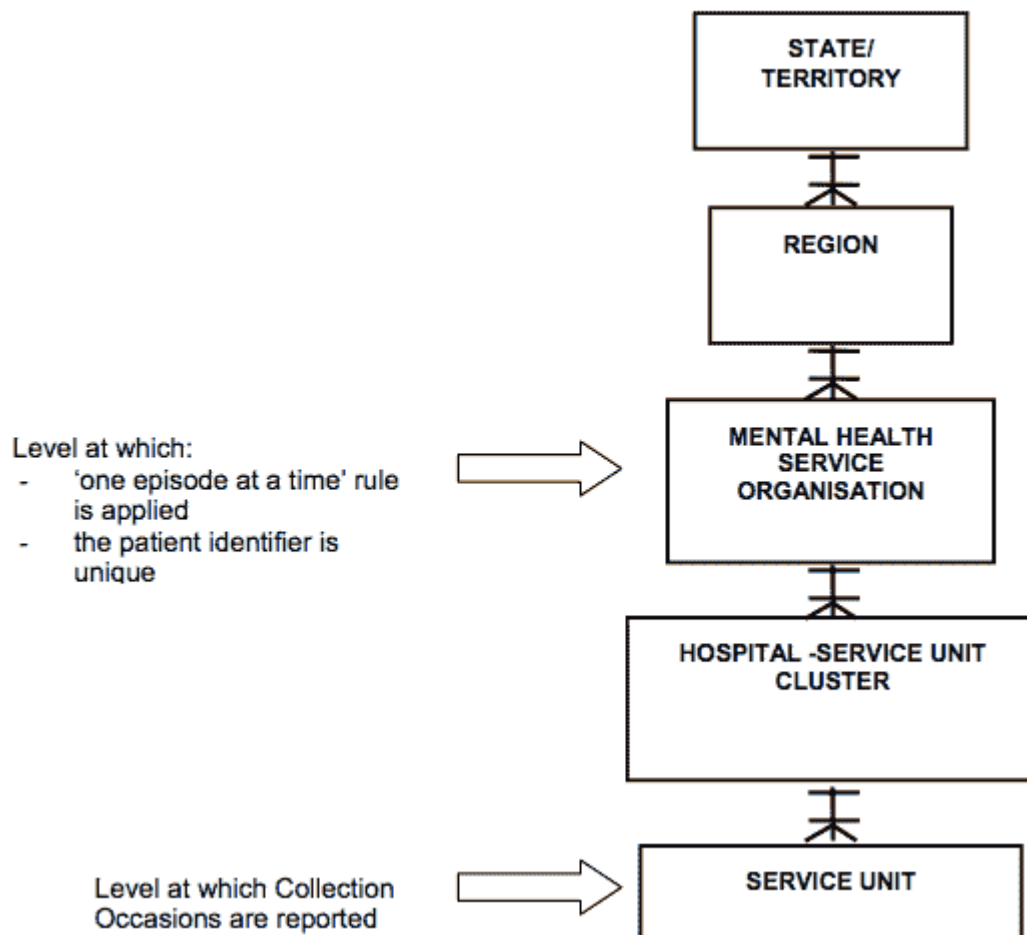 STATE/
TERRITORY
REGION
Level at which:
- 'one episode at a time' rule
is applied
- the patient identifier is
unique
MENTAL HEALTH
SERVICE
ORGANISATION
HOSPITAL -SERVICE UNIT
CLUSTER
Level at which Collection
Occasions are reported
SERVICE UNIT